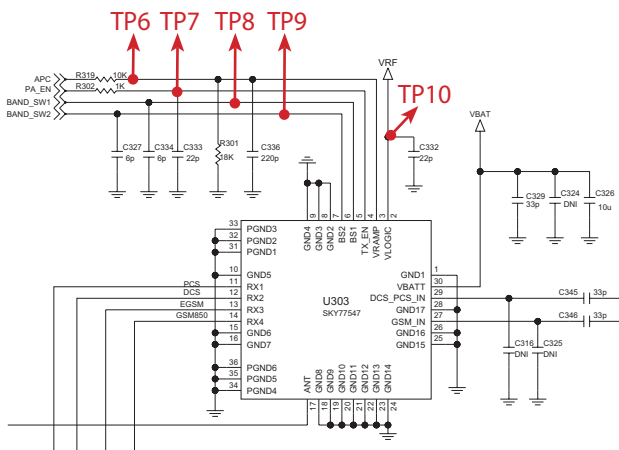 TP6 TP7 TP8 TP9
VRF
TP10
APC R319 10K
PA_EN R302 1K
BAND_SW1
BAND_SW2
VBAT
C327 6p
C334 6p
C333 22p
R301 18K
C336 220p
C332 22p
C329 33p
C324 DNI
C326 10u
9 8 7 6 5 4 3 2
GND4 GND3 GND2 BS2 BS1 TX_EN VRAMP VLOGIC
33 PGND3
32 PGND2
31 PGND1
10 GND5
PCS 11 RX1
DCS 12 RX2
EGSM 13 RX3
GSM850 14 RX4
15 GND6
16 GND7
36 PGND6
35 PGND5
34 PGND4
U303
SKY77547
GND1 1
VBATT 30
DCS_PCS_IN 29
GND17 28
GSM_IN 27
GND16 26
GND15 25
C345 33p
C346 33p
C316 DNI
C325 DNI
ANT GND8 GND9 GND10 GND11 GND12 GND13 GND14
17 18 19 20 21 22 23 24